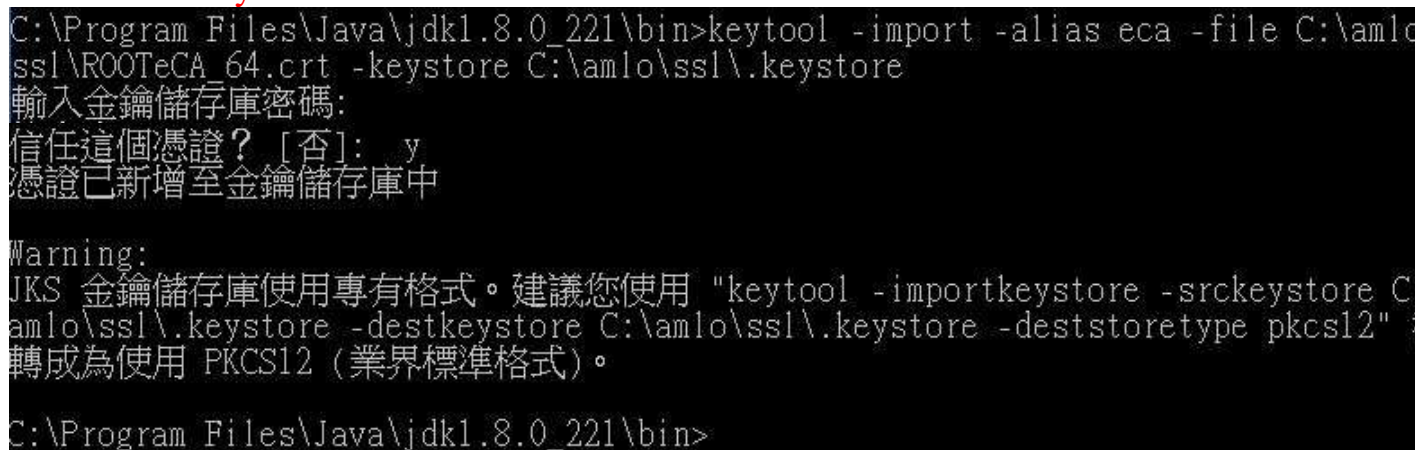 C:\Program Files\Java\jdk1.8.0_221\bin>keytool -import -alias eca -file C:\amlo
ssl\ROOTeCA_64.crt -keystore C:\amlo\ssl\.keystore
輸入金鑰儲存庫密碼:
信任這個憑證? [否]: y
憑證已新增至金鑰儲存庫中
Warning:
JKS 金鑰儲存庫使用專有格式。建議您使用 "keytool -importkeystore -srckeystore C
amlo\ssl\.keystore -destkeystore C:\amlo\ssl\.keystore -deststoretype pkcs12"
轉成為使用 PKCS12 (業界標準格式)。
C:\Program Files\Java\jdk1.8.0_221\bin>